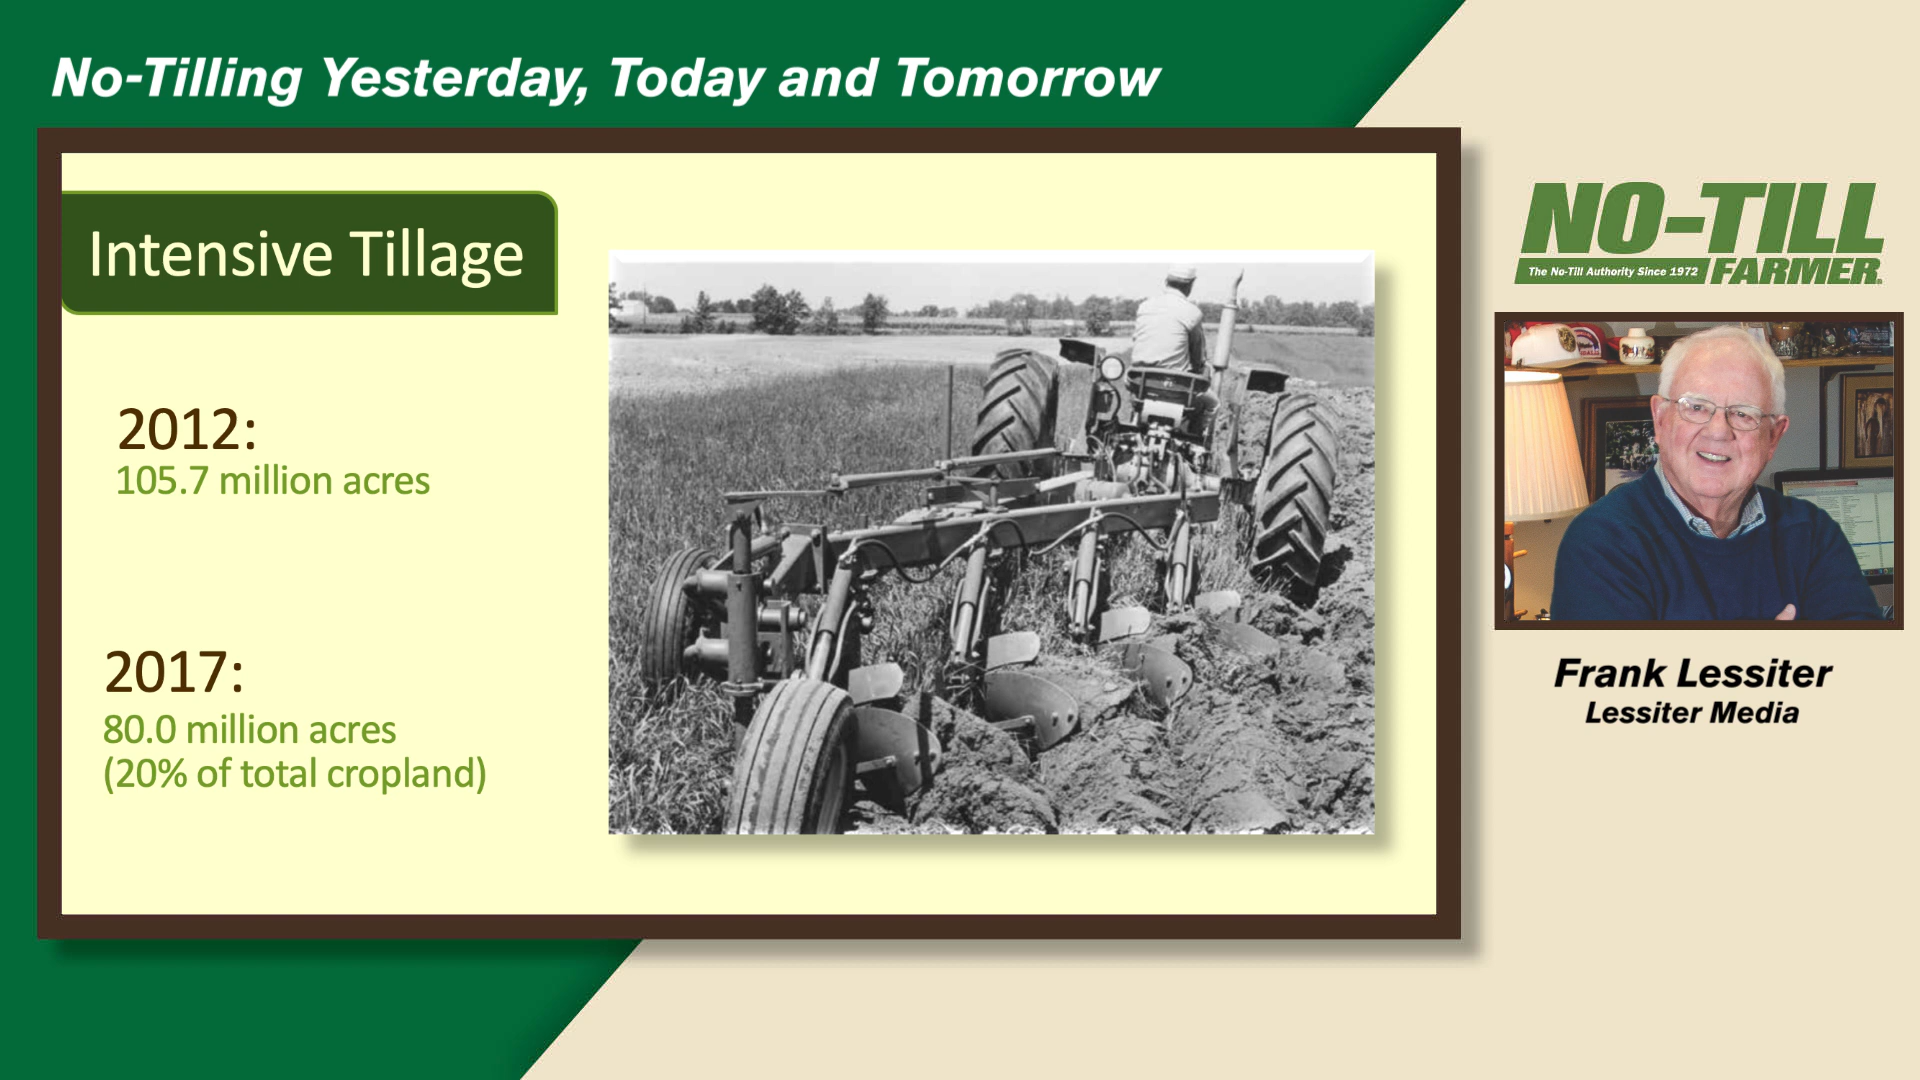 No-Tilling Yesterday, Today and Tomorrow
Intensive Tillage
2012:
105.7 million acres
2017:
80.0 million acres
(20% of total cropland)
NO-TILL
The No-Till Authority Since 1972 FARMER®
Frank Lessiter
Lessiter Media